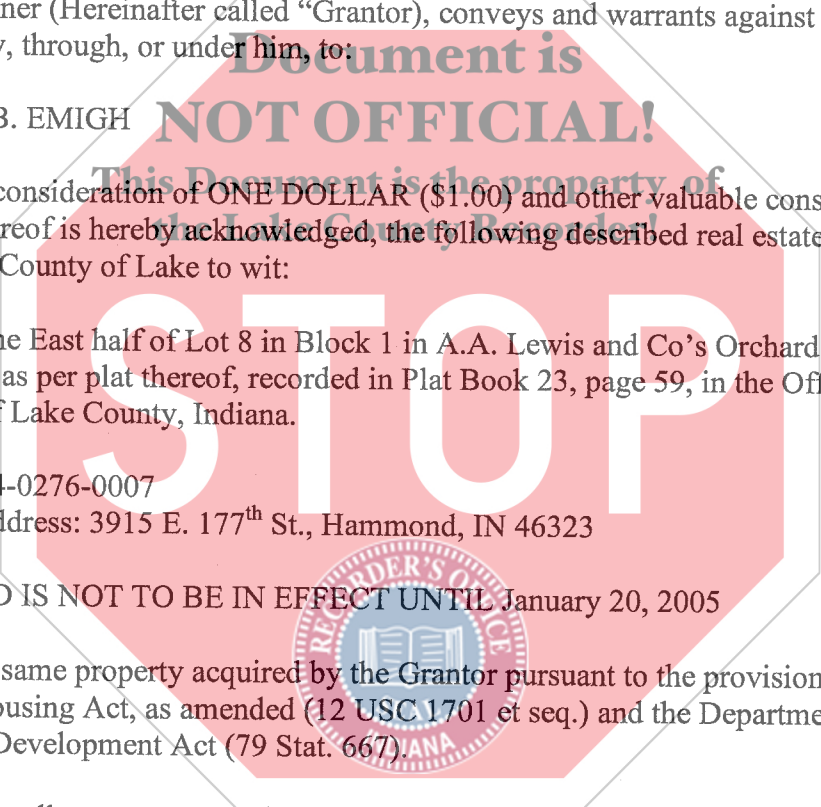 ner (Hereinafter called “Grantor), conveys and warrants against
y, through, or under him, to:
Document is
B. EMIGH
NOT OFFICIAL!
This Document is the property of
consideration of ONE DOLLAR ($1.00) and other valuable cons
the Lake County Recorder!
reof is hereby acknowledged, the following described real estate
County of Lake to wit:
STOP
ne East half of Lot 8 in Block 1 in A.A. Lewis and Co’s Orchard
as per plat thereof, recorded in Plat Book 23, page 59, in the Off
f Lake County, Indiana.
4-0276-0007
ddress: 3915 E. 177th St., Hammond, IN 46323
D IS NOT TO BE IN EFFECT UNTIL January 20, 2005
RECORDER'S OFFICE
INDIANA
same property acquired by the Grantor pursuant to the provision
ousing Act, as amended (12 USC 1701 et seq.) and the Departme
Development Act (79 Stat. 667).